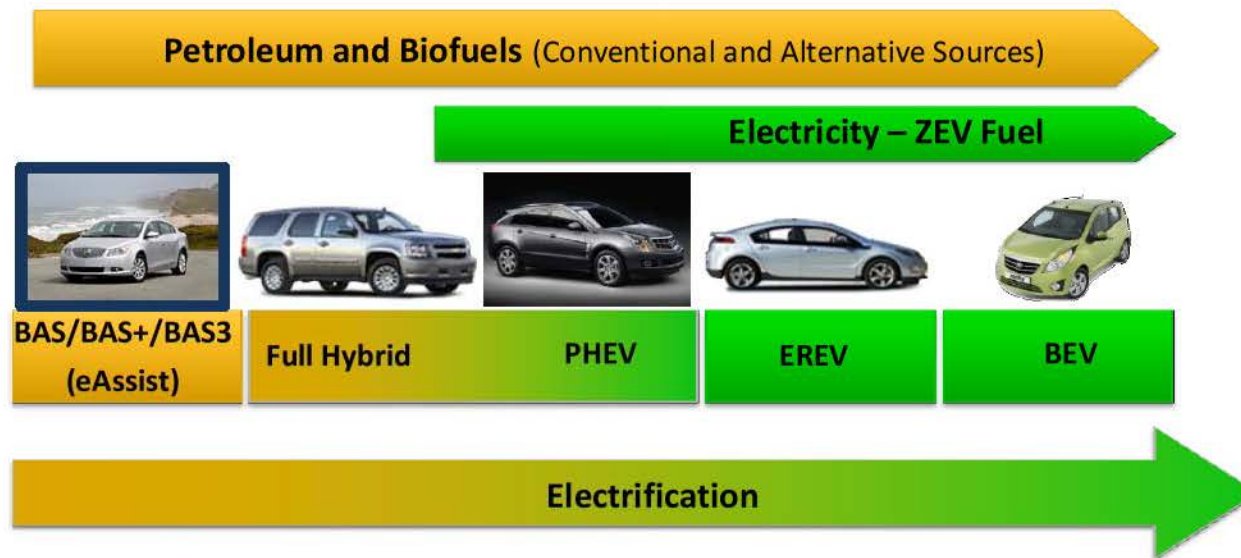 Petroleum and Biofuels (Conventional and Alternative Sources)
Electricity – ZEV Fuel
BAS/BAS+/BAS3
(eAssist)
Full Hybrid
PHEV
EREV
BEV
Electrification